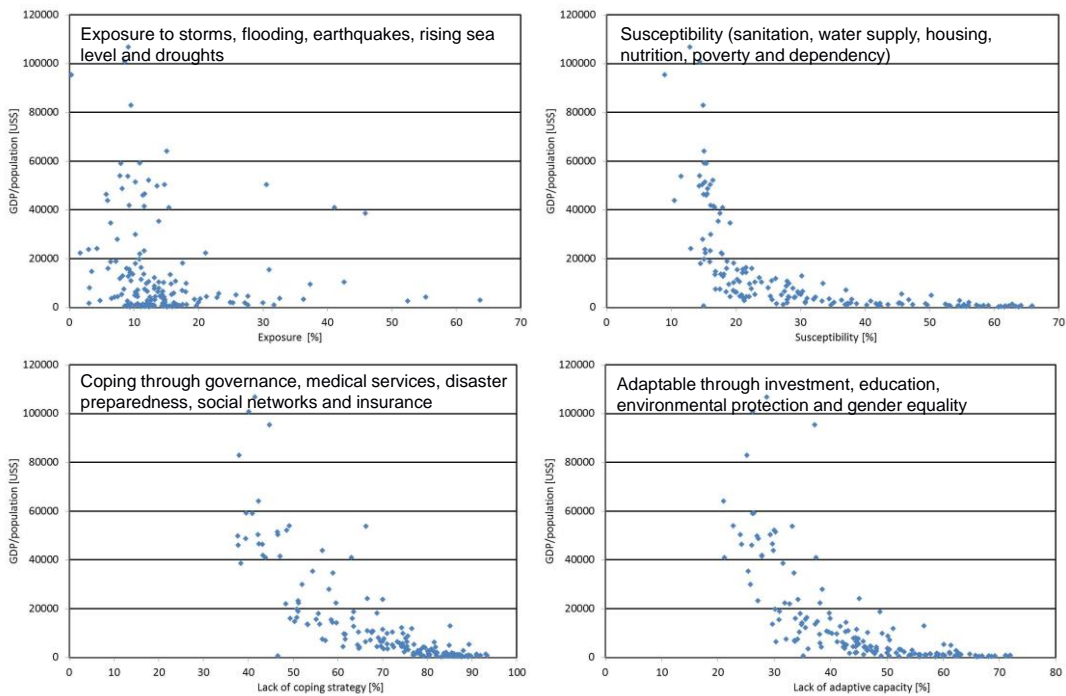 120000
Exposure to storms, flooding, earthquakes, rising sea
level and droughts
100000
80000
60000
40000
20000
0
GDP/population [US$]
0 10 20 30 40 50 60 70
Exposure [%]
120000
Susceptibility (sanitation, water supply, housing,
nutrition, poverty and dependency)
100000
80000
60000
40000
20000
0
GDP/population [US$]
0 10 20 30 40 50 60 70
Susceptibility [%]
120000
Coping through governance, medical services, disaster
preparedness, social networks and insurance
100000
80000
60000
40000
20000
0
GDP/population [US$]
0 10 20 30 40 50 60 70 80 90 100
Lack of coping strategy [%]
120000
Adaptable through investment, education,
environmental protection and gender equality
100000
80000
60000
40000
20000
0
GDP/population [US$]
0 10 20 30 40 50 60 70 80
Lack of adaprive capacity [%]